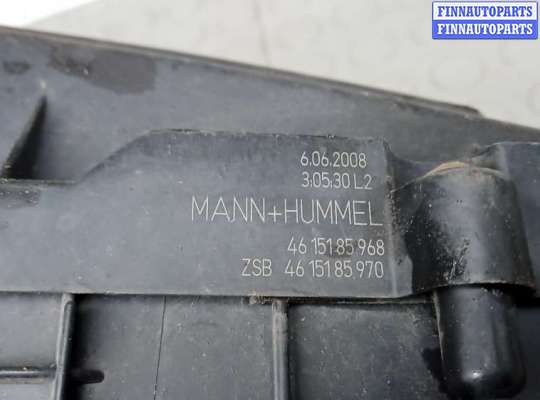 FINNAUTOPARTS
FINNAUTOPARTS
6.06.2008
3:05:30 L2
MANN+HUMMEL
46 151 85 968
ZSB 46 151 85 970